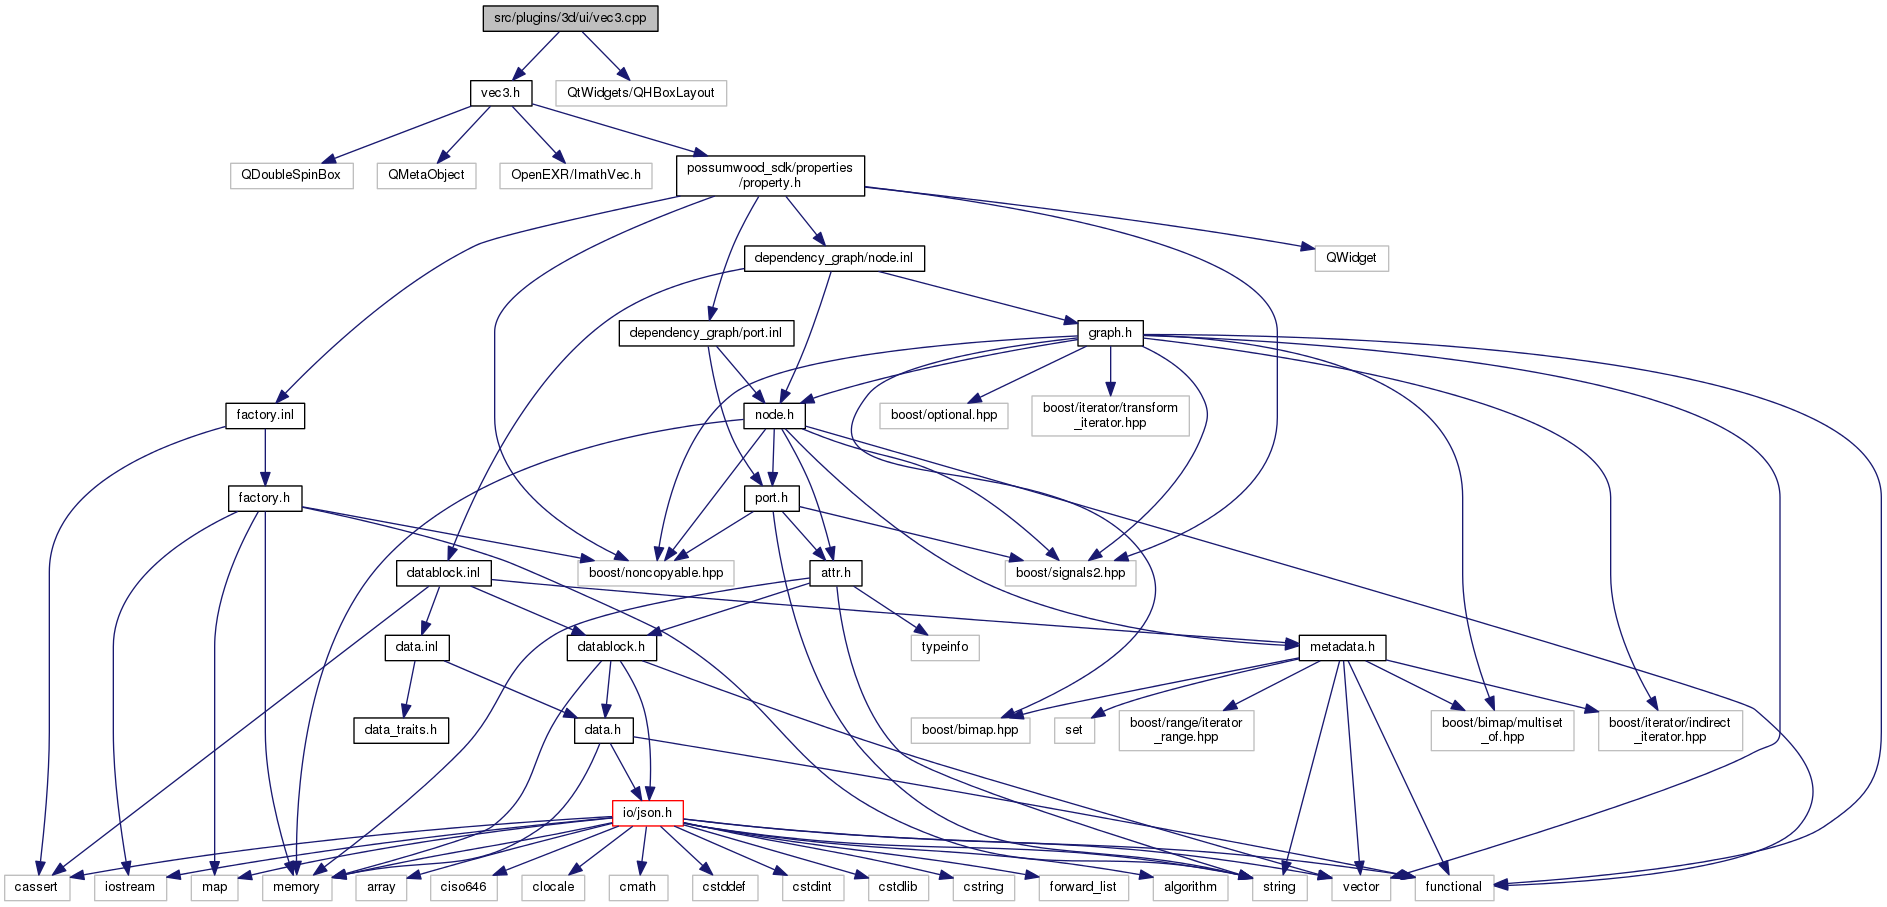 src/plugins/3d/ui/vec3.cpp
vec3.h
QtWidgets/QHBoxLayout
QDoubleSpinBox
QMetaObject
OpenEXR/ImathVec.h
possumwood_sdk/properties
/property.h
dependency_graph/node.inl
QWidget
dependency_graph/port.inl
graph.h
factory.inl
node.h
boost/optional.hpp
boost/iterator/transform
_iterator.hpp
factory.h
port.h
datablock.inl
boost/noncopyable.hpp
attr.h
boost/signals2.hpp
data.inl
datablock.h
typeinfo
metadata.h
data_traits.h
data.h
boost/bimap.hpp
set
boost/range/iterator
_range.hpp
boost/bimap/multiset
_of.hpp
boost/iterator/indirect
_iterator.hpp
io/json.h
cassert
iostream
map
memory
array
ciso646
clocale
cmath
cstddef
cstdint
cstdlib
cstring
forward_list
algorithm
string
vector
functional